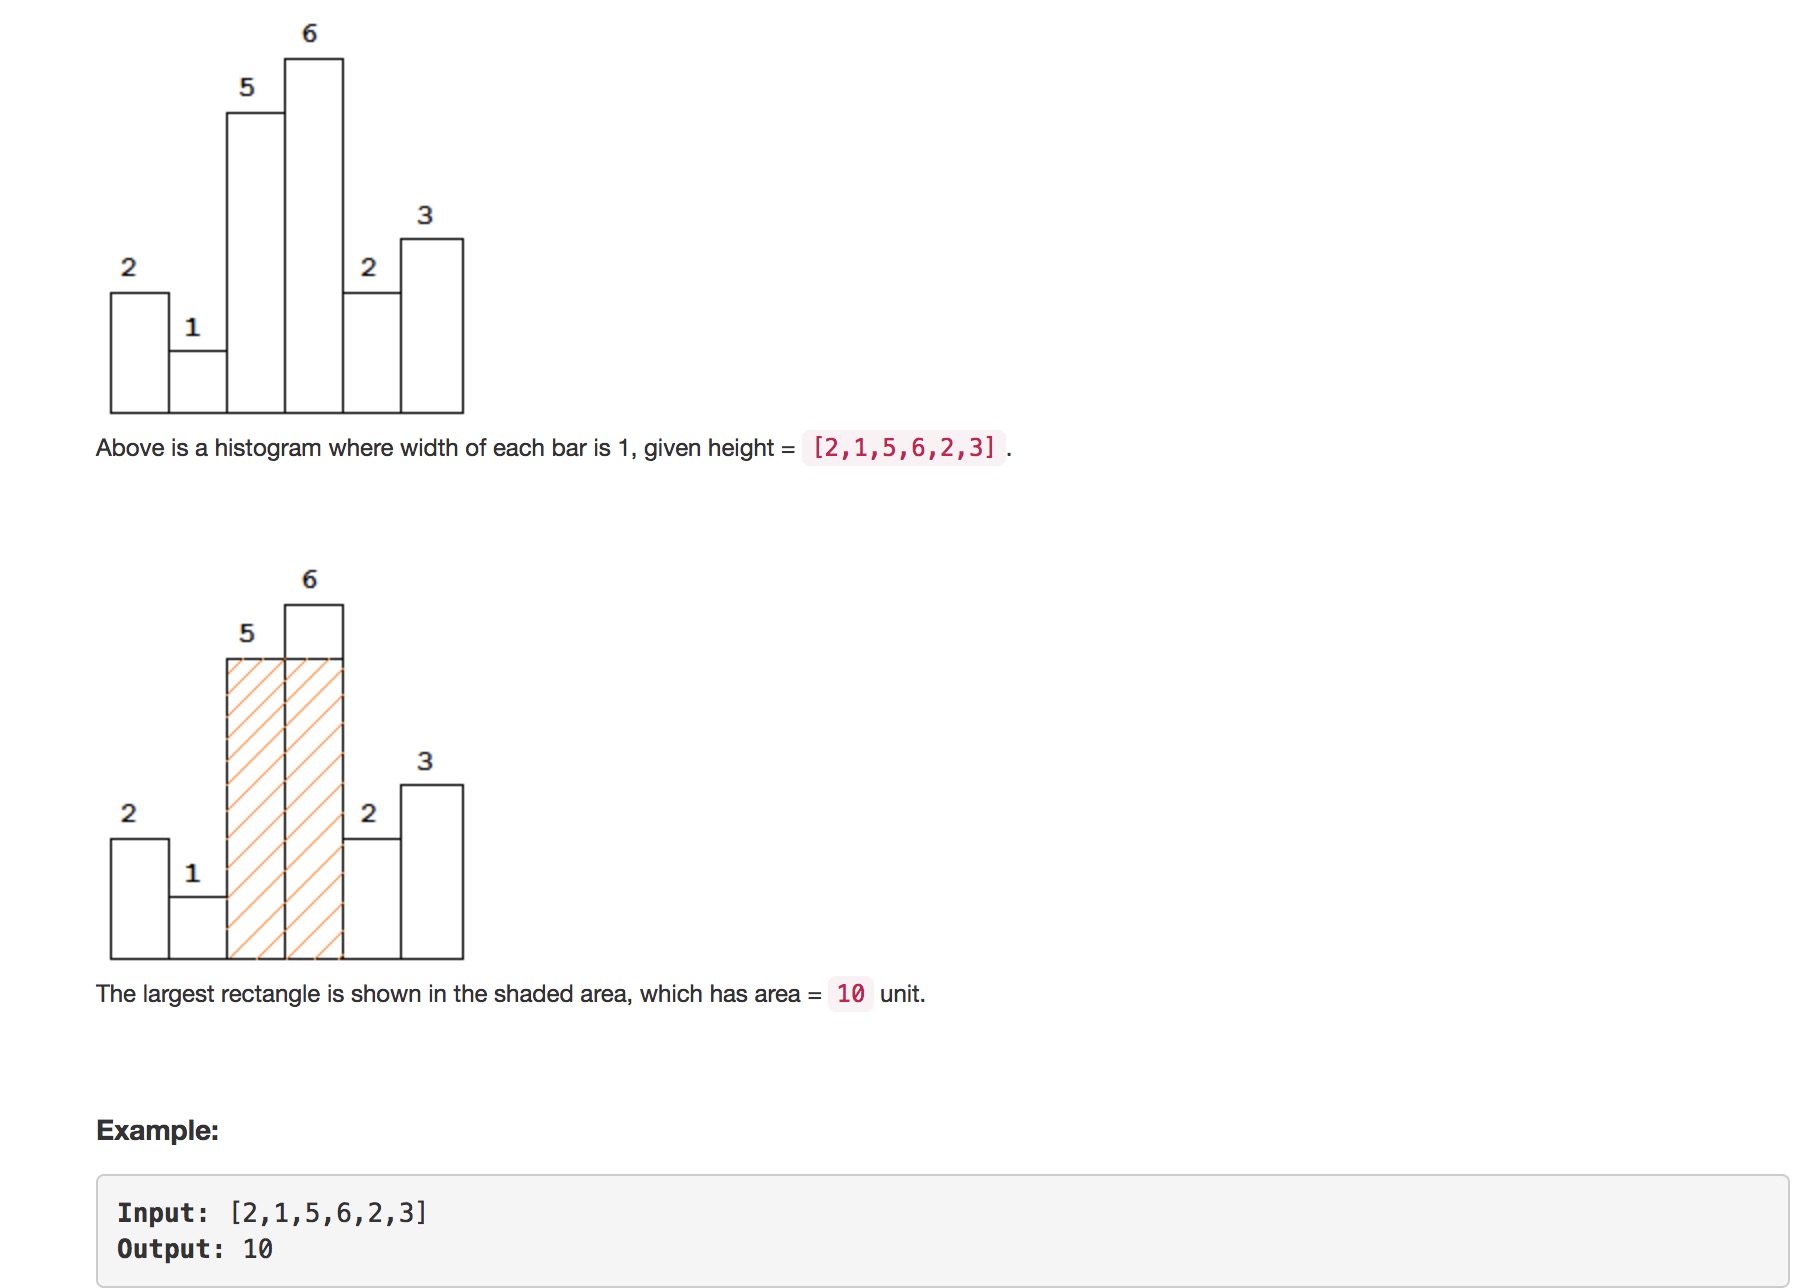 6
5
3
2
2
1
Above is a histogram where width of each bar is 1, given height = [2,1,5,6,2,3] .
6
5
3
2
2
1
The largest rectangle is shown in the shaded area, which has area = 10 unit.
Example:
Input: [2,1,5,6,2,3]
Output: 10